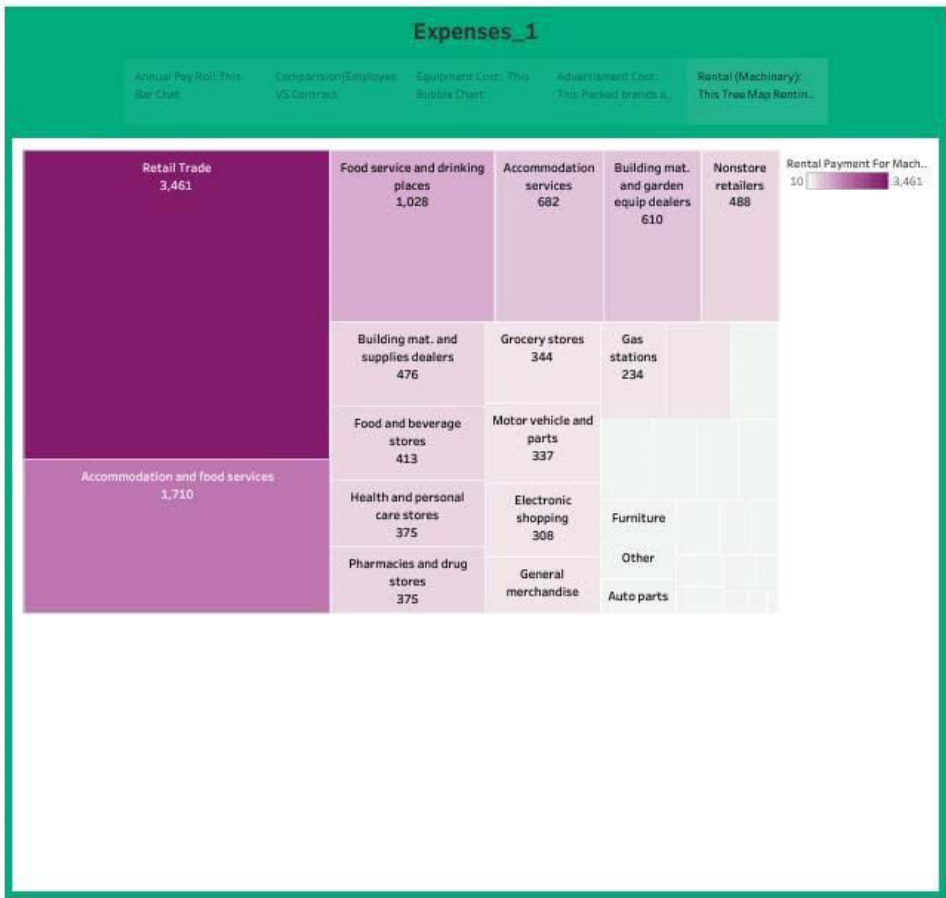 Expenses_1
Annual Pay Roll:This
Bar Chat
Comparision(Employee
VS Contract
Equipment Cost:: This
Bubble Chart:
Advertisment Cost:
This Parked brands a..
Rental (Machinery):
This Tree Map Rentin..
Retail Trade
3,461
Food service and drinking
places
1,028
Accommodation
services
682
Building mat.
and garden
equip dealers
610
Nonstore
retailers
488
Rental Payment For Mach..
10
3,461
Building mat. and
supplies dealers
476
Grocery stores
344
Gas
stations
234
Food and beverage
stores
413
Motor vehicle and
parts
337
Accommodation and food services
1,710
Health and personal
care stores
375
Electronic
shopping
308
Furniture
Other
Pharmacies and drug
stores
375
General
merchandise
Auto parts